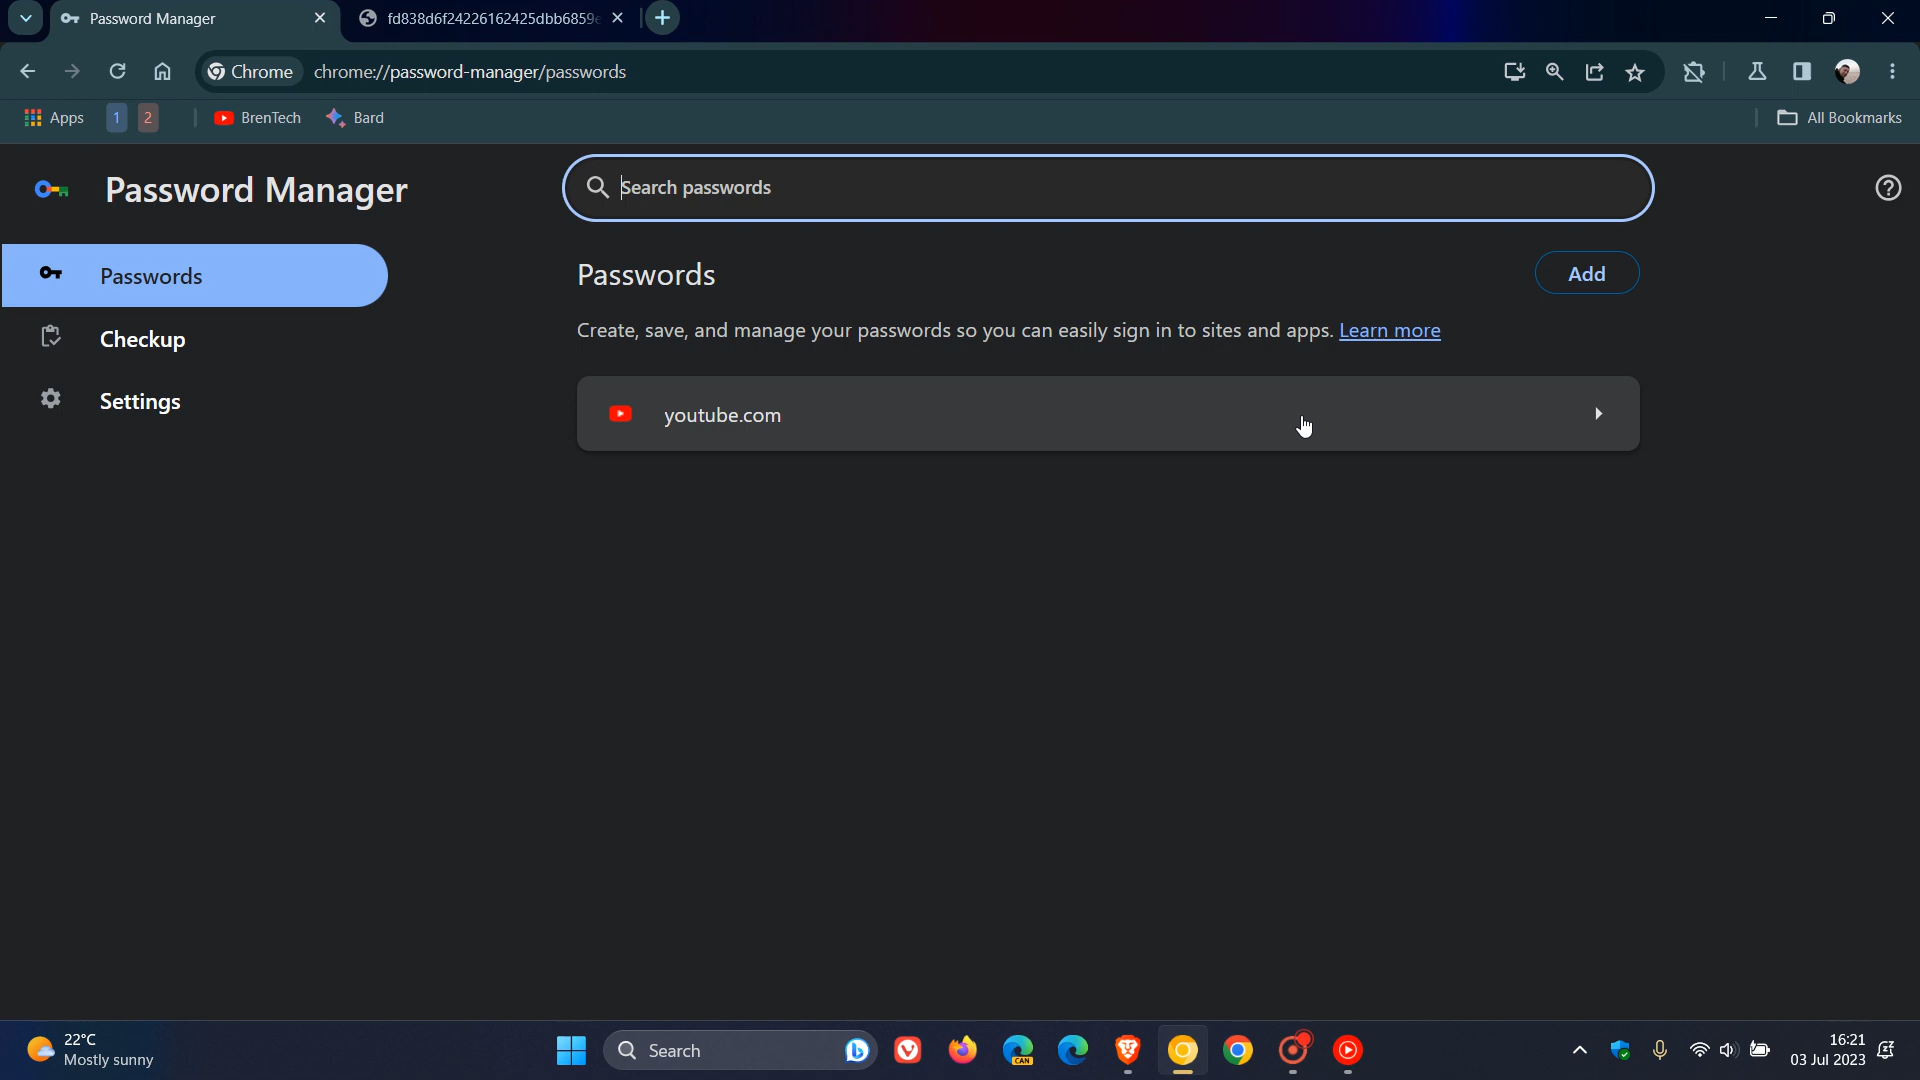 Password Manager
fd838d6f24226162425dbb6859
Chrome
chrome://password-manager/passwords
Apps
1
2
BrenTech
Bard
All Bookmarks
Password Manager
Search passwords
Passwords
Passwords
Add
Create, save, and manage your passwords so you can easily sign in to sites and apps. Learn more
Checkup
Settings
youtube.com
22°C
Mostly sunny
Search
CAN
16:21
03 Jul 2023